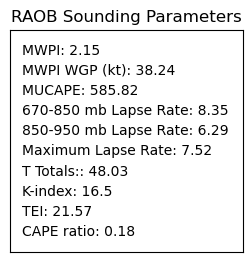 RAOB Sounding Parameters
MWPI: 2.15
MWPI WGP (kt): 38.24
MUCAPE: 585.82
670-850 mb Lapse Rate: 8.35
850-950 mb Lapse Rate: 6.29
Maximum Lapse Rate: 7.52
T Totals:: 48.03
K-index: 16.5
TEI: 21.57
CAPE ratio: 0.18